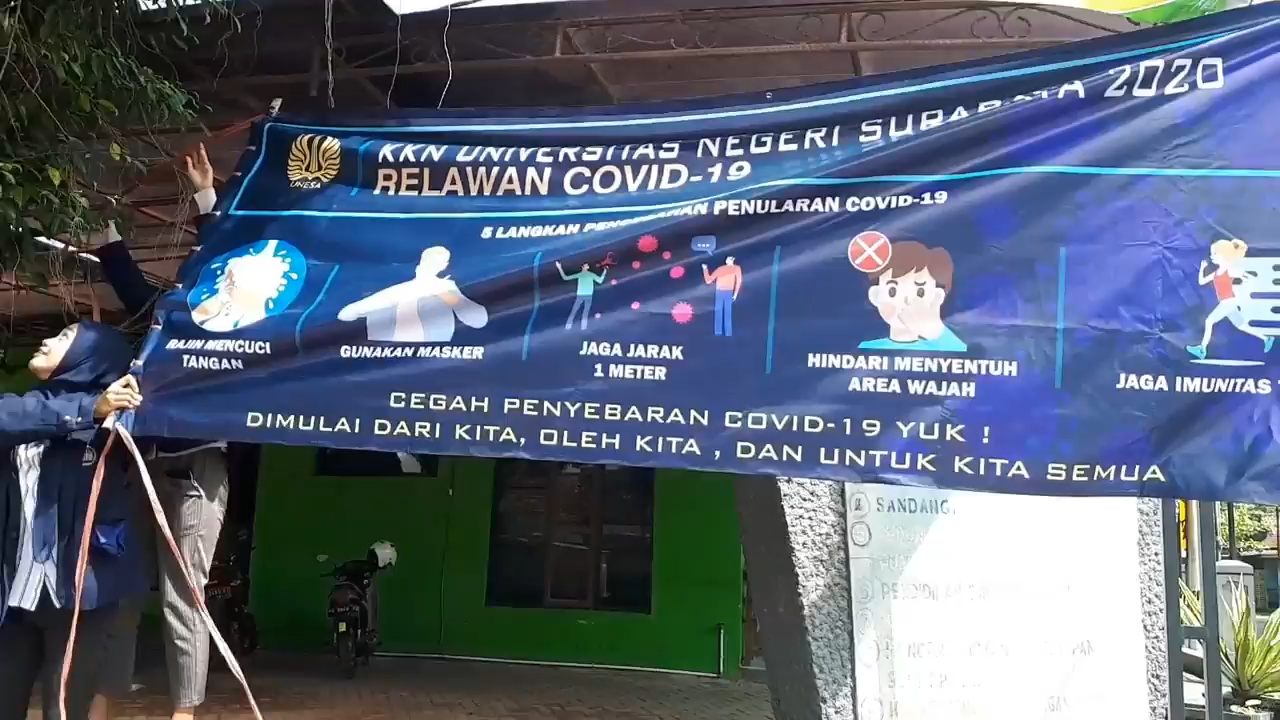 KKN UNIVERSITAS NEGERI SURABAYA 2020
RELAWAN COVID-19
UNESA
5 LANGKAH PENCEGAHAN PENULARAN COVID-19
RAJIN MENCUCI
TANGAN
GUNAKAN MASKER
JAGA JARAK
1 METER
HINDARI MENYENTUH
AREA WAJAH
JAGA IMUNITAS
CEGAH PENYEBARAN COVID-19 YUK !
DIMULAI DARI KITA, OLEH KITA , DAN UNTUK KITA SEMUA
SANDANG